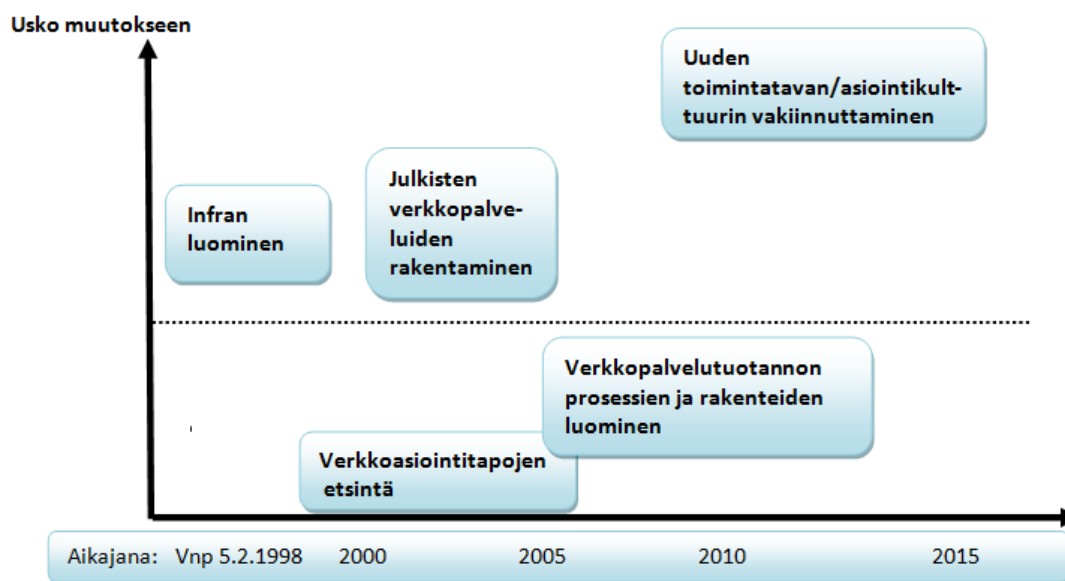 Usko muutokseen
Uuden
toimintatavan/asiointikult-
tuurin vakiinnuttaminen
Julkisten
verkkopalve-
luiden
rakentaminen
Infran
luominen
Verkkopalvelutuotannon
prosessien ja rakenteiden
luominen
Verkkoasiointitapojen
etsintä
Aikajana: Vnp 5.2.1998 2000 2005 2010 2015